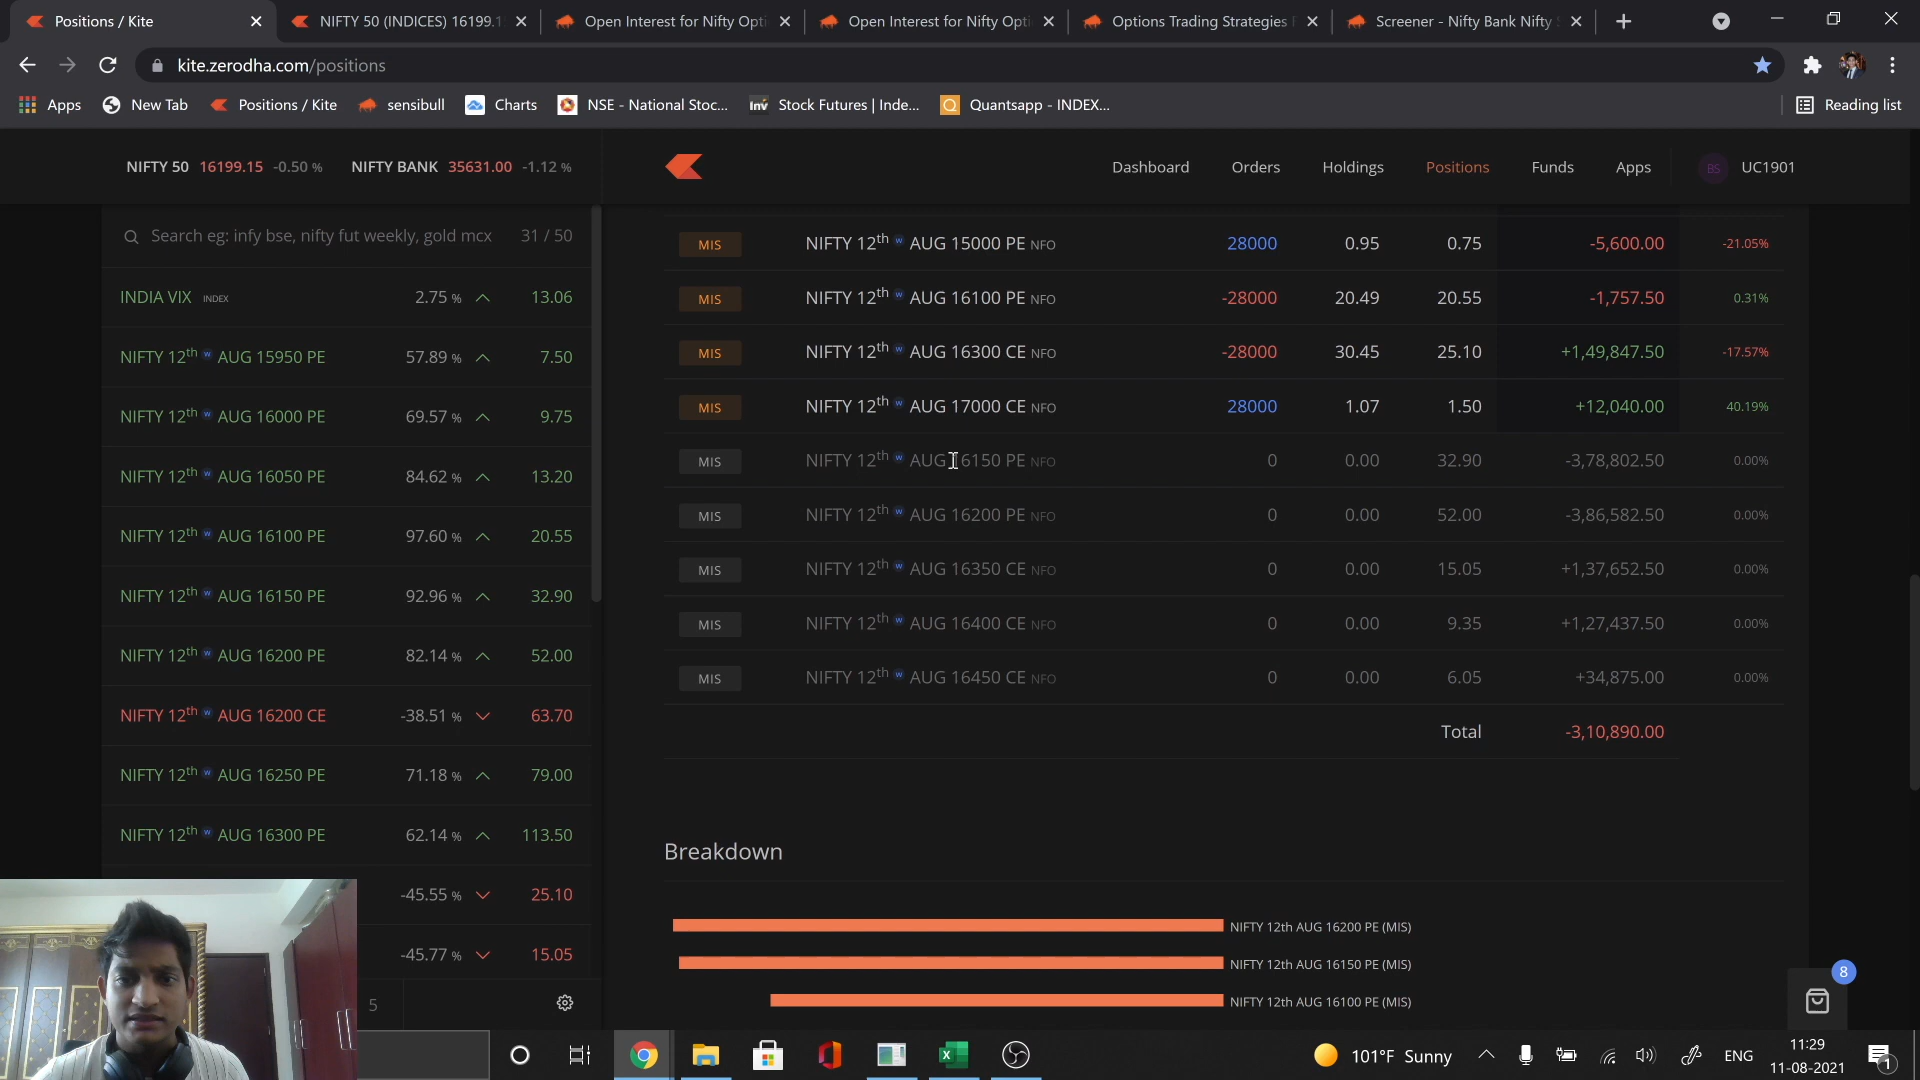 Positions / Kite
NIFTY 50 (INDICES) 16199.1
Open Interest for Nifty Opti
Open Interest for Nifty Opti
Options Trading Strategies F
Screener - Nifty Bank Nifty S
kite.zerodha.com/positions
Apps
New Tab
Positions / Kite
sensibull
Charts
NSE - National Stoc...
Inv
Stock Futures | Inde...
Quantsapp - INDEX...
Reading list
NIFTY 50 16199.15 -0.50 %
NIFTY BANK 35631.00 -1.12 %
Dashboard
Orders
Holdings
Positions
Funds
Apps
BS
UC1901
Search eg: infy bse, nifty fut weekly, gold mcx 31 / 50
INDIA VIX INDEX 2.75 % 13.06
NIFTY 12th w AUG 15950 PE 57.89 % 7.50
NIFTY 12th w AUG 16000 PE 69.57 % 9.75
NIFTY 12th w AUG 16050 PE 84.62 % 13.20
NIFTY 12th w AUG 16100 PE 97.60 % 20.55
NIFTY 12th w AUG 16150 PE 92.96 % 32.90
NIFTY 12th w AUG 16200 PE 82.14 % 52.00
NIFTY 12th w AUG 16200 CE -38.51 % 63.70
NIFTY 12th w AUG 16250 PE 71.18 % 79.00
NIFTY 12th w AUG 16300 PE 62.14 % 113.50
-45.55 % 25.10
-45.77 % 15.05
5
MIS NIFTY 12th w AUG 15000 PE NFO 28000 0.95 0.75 -5,600.00 -21.05%
MIS NIFTY 12th w AUG 16100 PE NFO -28000 20.49 20.55 -1,757.50 0.31%
MIS NIFTY 12th w AUG 16300 CE NFO -28000 30.45 25.10 +1,49,847.50 -17.57%
MIS NIFTY 12th w AUG 17000 CE NFO 28000 1.07 1.50 +12,040.00 40.19%
MIS NIFTY 12th w AUG 16150 PE NFO 0 0.00 32.90 -3,78,802.50 0.00%
MIS NIFTY 12th w AUG 16200 PE NFO 0 0.00 52.00 -3,86,582.50 0.00%
MIS NIFTY 12th w AUG 16350 CE NFO 0 0.00 15.05 +1,37,652.50 0.00%
MIS NIFTY 12th w AUG 16400 CE NFO 0 0.00 9.35 +1,27,437.50 0.00%
MIS NIFTY 12th w AUG 16450 CE NFO 0 0.00 6.05 +34,875.00 0.00%
Total -3,10,890.00
Breakdown
NIFTY 12th AUG 16200 PE (MIS)
NIFTY 12th AUG 16150 PE (MIS)
NIFTY 12th AUG 16100 PE (MIS)
8
101°F Sunny
ENG
11:29
11-08-2021
1